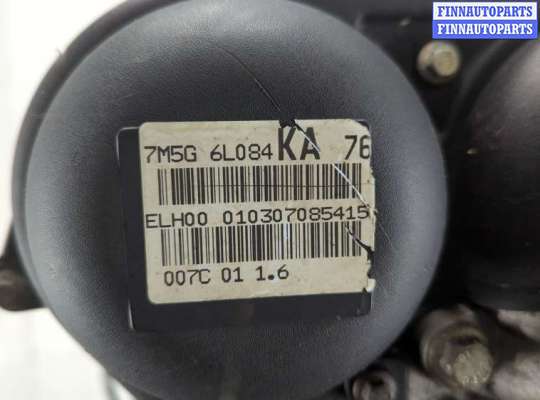 FINNAUTOPARTS
FINNAUTOPARTS
7M5G 6L084 KA 76
ELH00 010307085415
007C 01 1.6